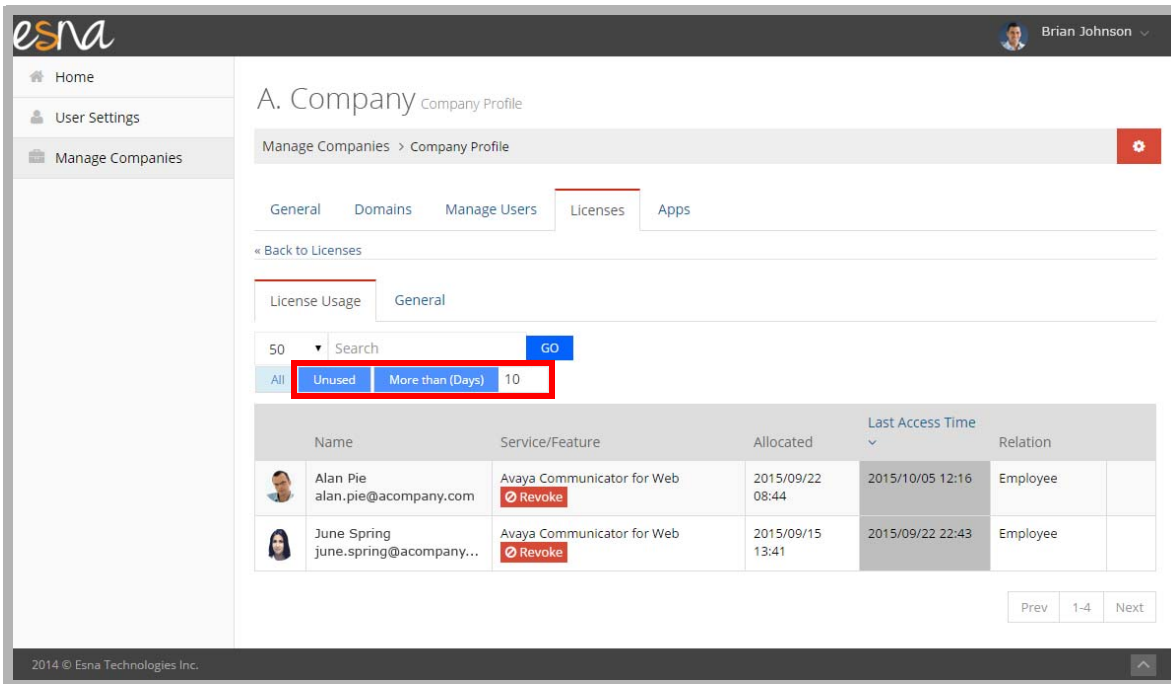 esna
Brian Johnson
Home
User Settings
Manage Companies
A. Company Company Profile
Manage Companies > Company Profile
General Domains Manage Users Licenses Apps
« Back to Licenses
License Usage General
50 Search GO
All Unused More than (Days) 10
Name Service/Feature Allocated Last Access Time Relation
Alan Pie Avaya Communicator for Web 2015/09/22 2015/10/05 12:16 Employee
alan.pie@acompany.com Revoke 08:44
June Spring Avaya Communicator for Web 2015/09/15 2015/09/22 22:43 Employee
june.spring@acompany... Revoke 13:41
Prev 1-4 Next
2014 © Esna Technologies Inc.